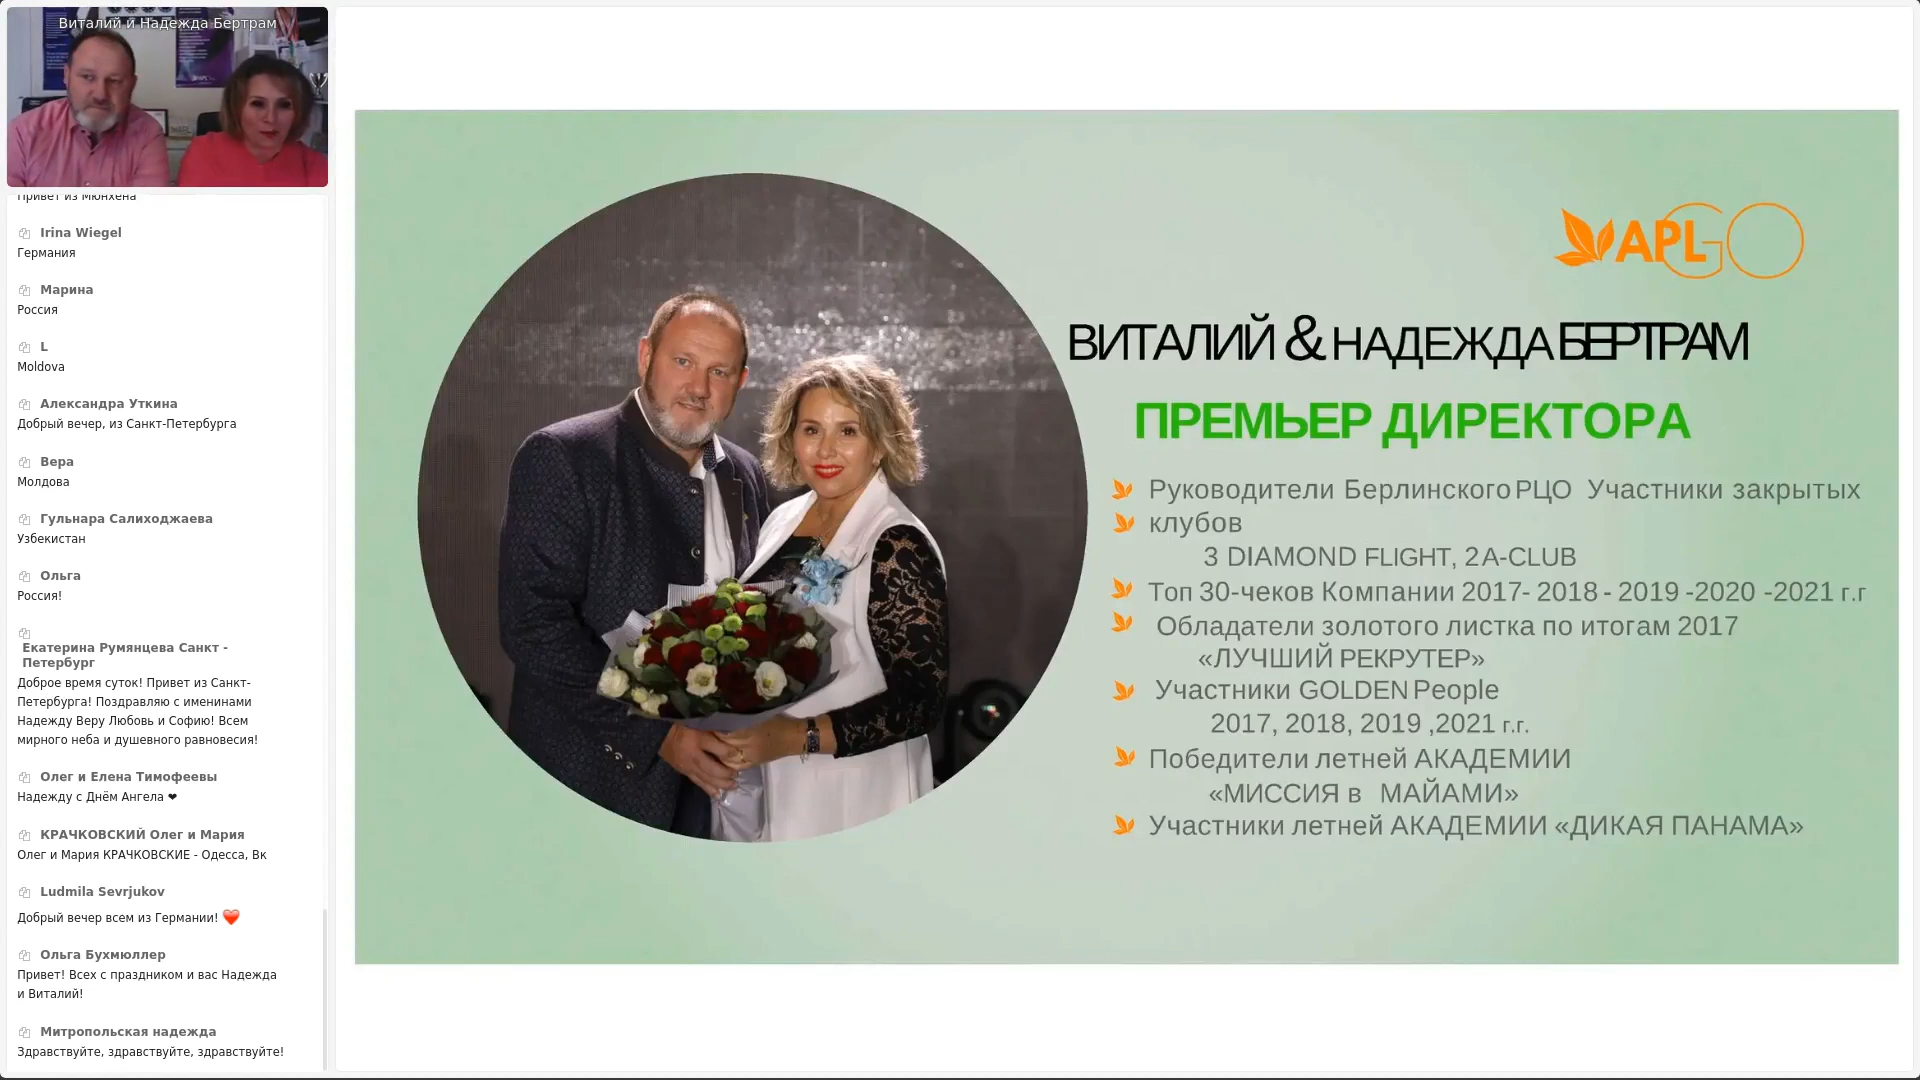 Виталий и Надежда Бертрам
Привет из Мюнхена
Irina Wiegel
Германия
Марина
Россия
L
Moldova
Александра Уткина
Добрый вечер, из Санкт-Петербурга
Вера
Молдова
Гульнара Салиходжаева
Узбекистан
Ольга
Россия!
Екатерина Румянцева Санкт -
Петербург
Доброе время суток! Привет из Санкт-
Петербурга! Поздравляю с именинами
Надежду Веру Любовь и Софию! Всем
мирного неба и душевного равновесия!
Олег и Елена Тимофеевы
Надежду с Днём Ангела ❤
КРАЧКОВСКИЙ Олег и Мария
Олег и Мария КРАЧКОВСКИЕ - Одесса, Вк
Ludmila Sevrjukov
Добрый вечер всем из Германии! ❤️
Ольга Бухмюллер
Привет! Всех с праздником и вас Надежда
и Виталий!
Митропольская надежда
Здравствуйте, здравствуйте, здравствуйте!
APLGO
ВИТАЛИЙ & НАДЕЖДА БЕРТРАМ
ПРЕМЬЕР ДИРЕКТОРА
Руководители Берлинского РЦО Участники закрытых
клубов
3 DIAMOND FLIGHT, 2 A-CLUB
Топ 30-чеков Компании 2017- 2018 - 2019 -2020 -2021 г.г
Обладатели золотого листка по итогам 2017
«ЛУЧШИЙ РЕКРУТЕР»
Участники GOLDEN People
2017, 2018, 2019 ,2021 г.г.
Победители летней АКАДЕМИИ
«МИССИЯ в МАЙАМИ»
Участники летней АКАДЕМИИ «ДИКАЯ ПАНАМА»